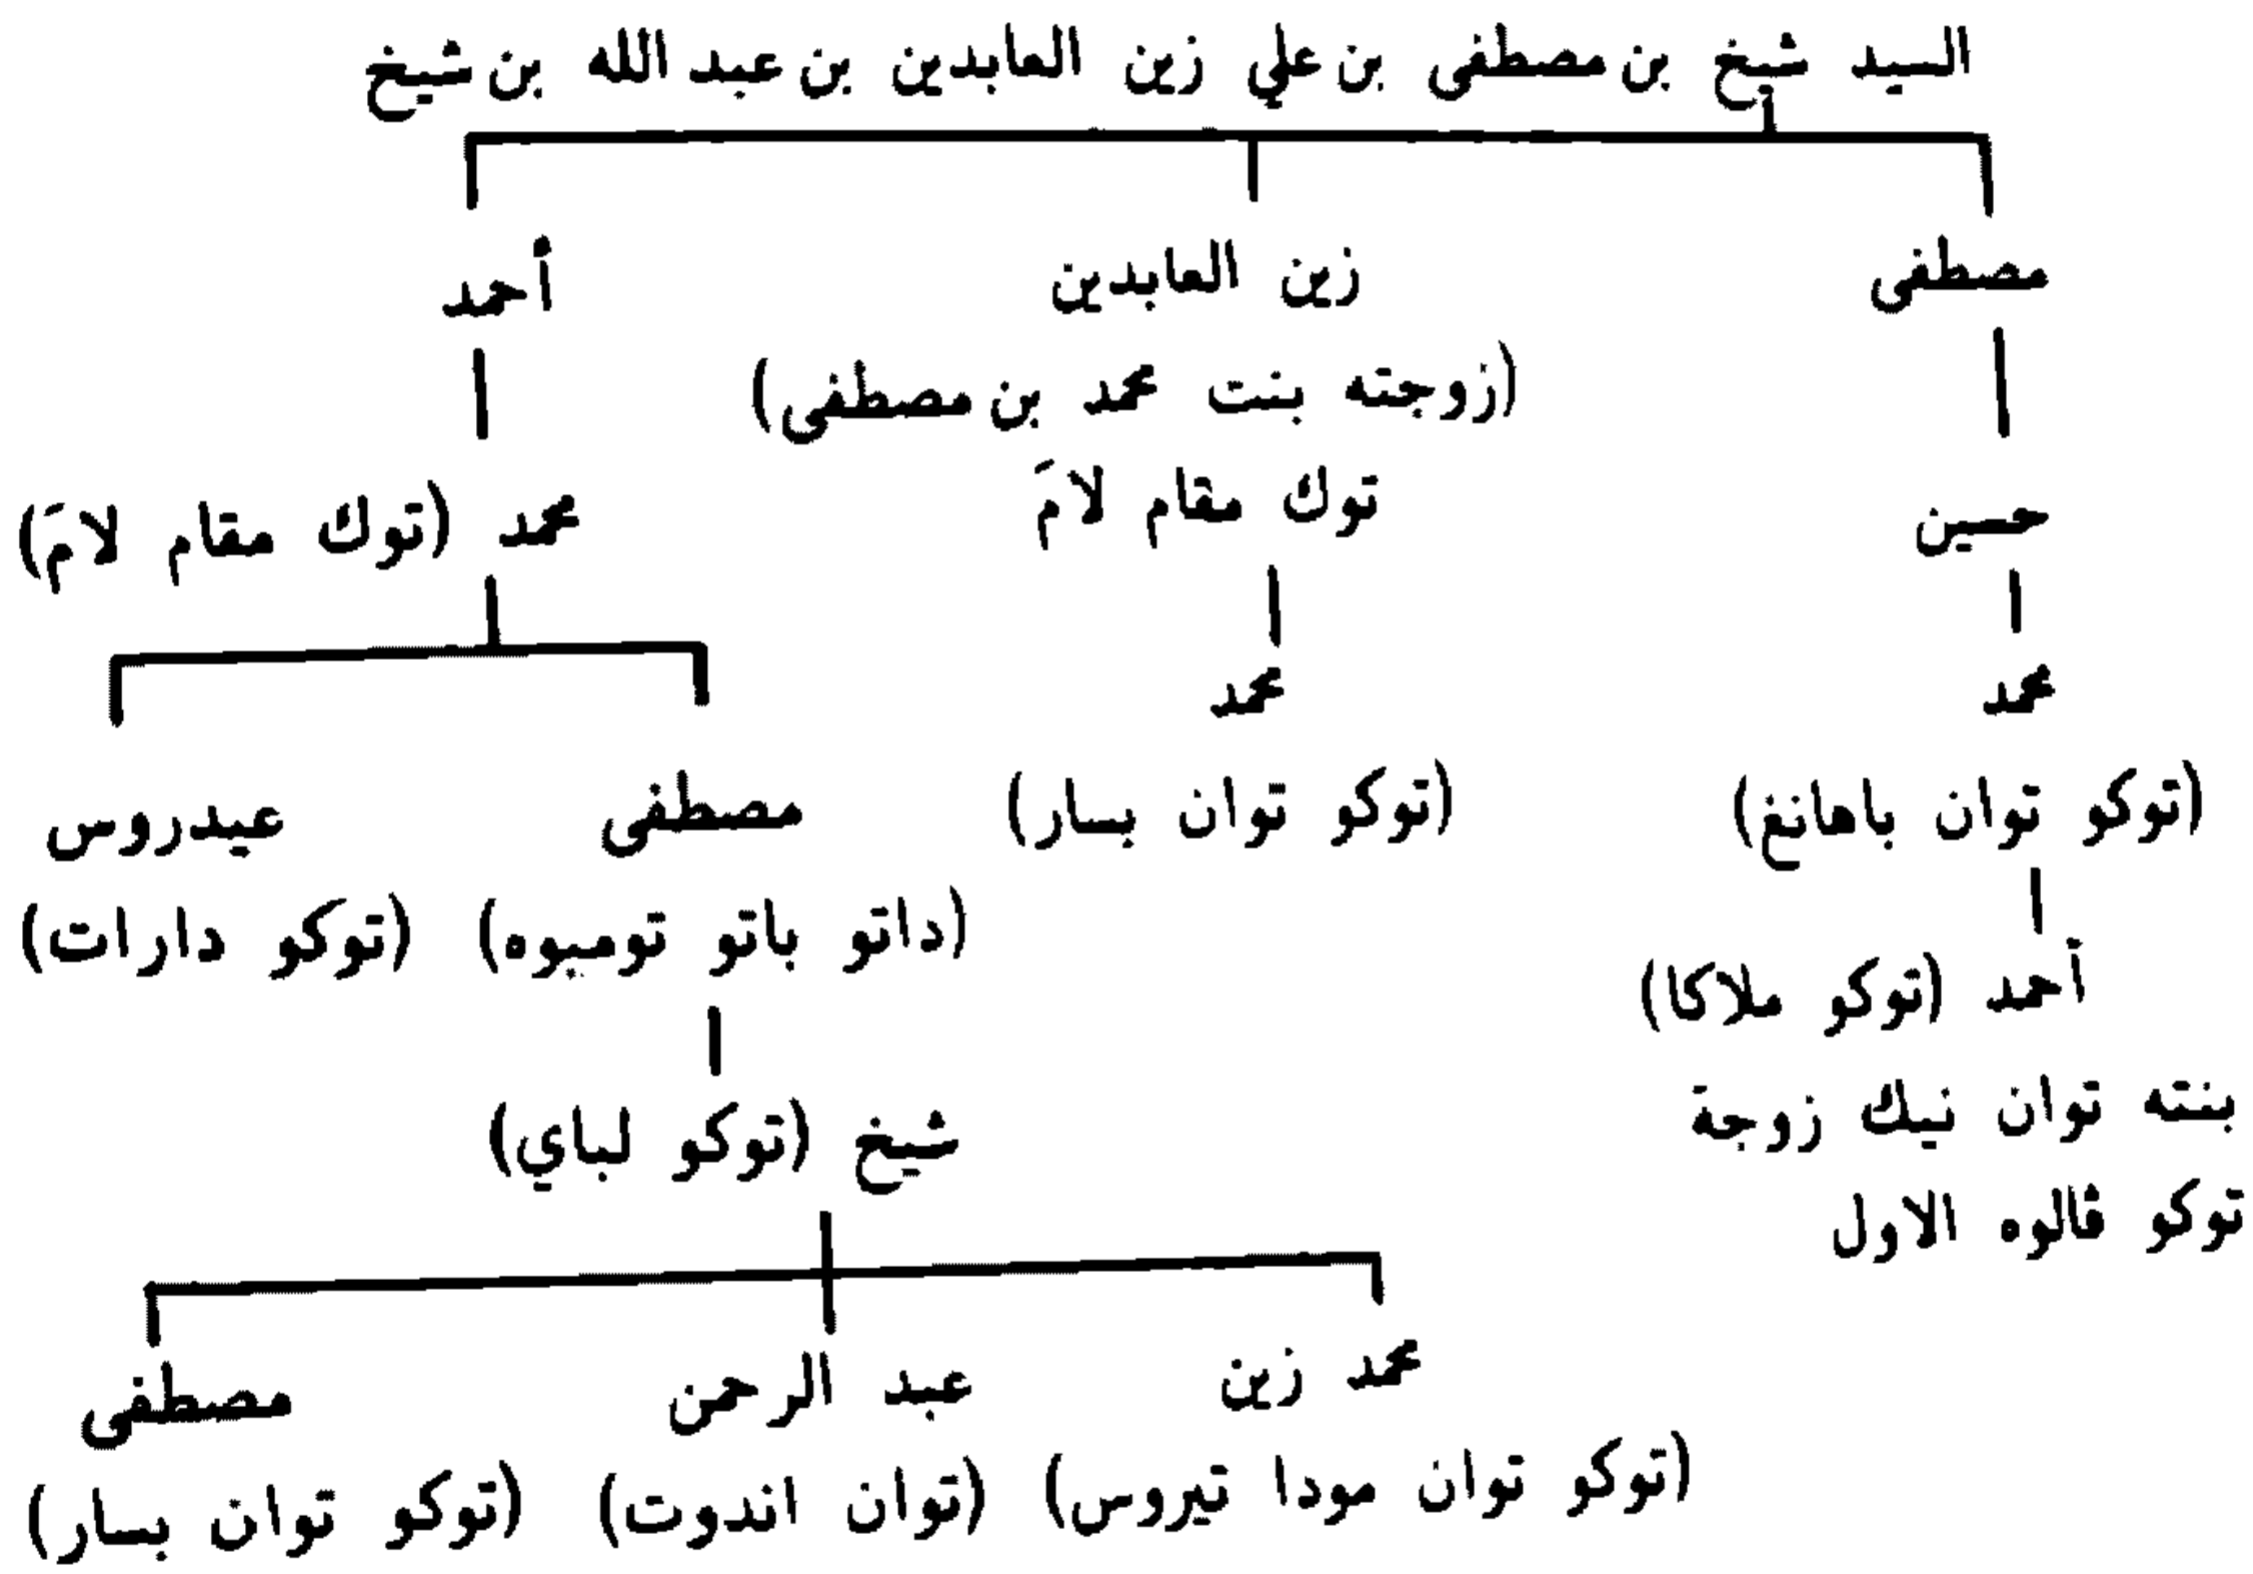 السيد شيخ بن مصطفى بن علي زين العابدين بن عبد الله بن شيخ
مصطفى
زين العابدين
أحمد
(زوجته بنت محمد بن مصطفى)
حسين
توك مقام لامَ
محمد (توك مقام لامَ)
محمد
محمد
(توكو توان باهانغ)
(توكو توان بسار)
مصطفى
عيدروس
(داتو باتو تومبوه)
(توكو دارات)
أحمد (توكو ملاكا)
بنته توان نيك زوجة
شيخ (توكو لباي)
توكو ڤالوه الاول
محمد زين
عبد الرحمن
مصطفى
(توكو توان مودا تيروس)
(توان اندوت)
(توكو توان بسار)